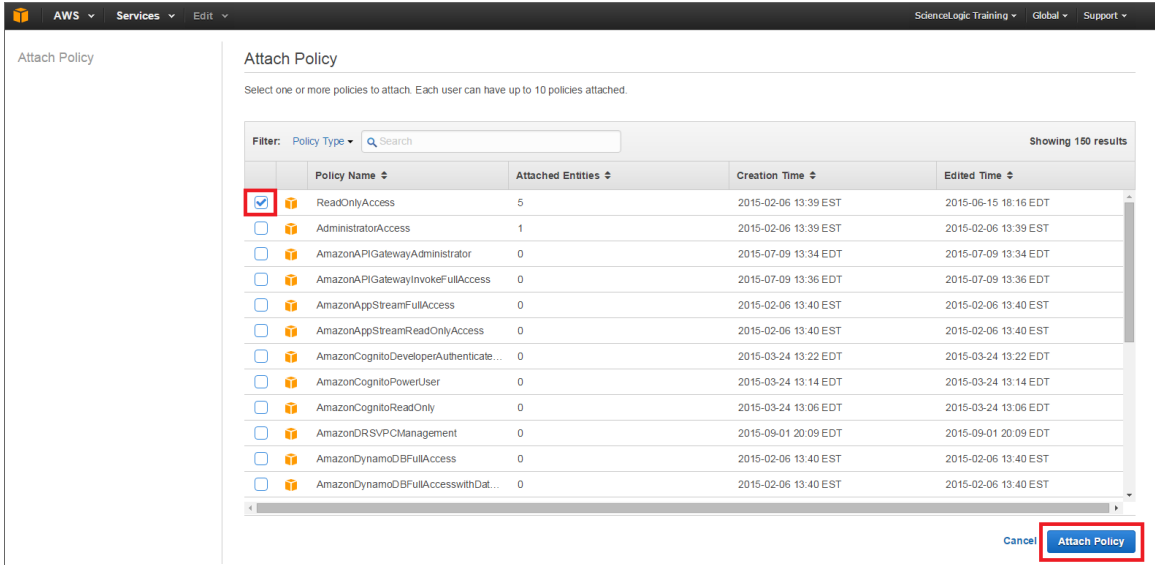 AWS Services Edit ScienceLogic Training Global Support
Attach Policy
Attach Policy
Select one or more policies to attach. Each user can have up to 10 policies attached.
Filter: Policy Type Search Showing 150 results
Policy Name Attached Entities Creation Time Edited Time
ReadOnlyAccess 5 2015-02-06 13:39 EST 2015-06-15 18:16 EDT
AdministratorAccess 1 2015-02-06 13:39 EST 2015-02-06 13:39 EST
AmazonAPIGatewayAdministrator 0 2015-07-09 13:34 EDT 2015-07-09 13:34 EDT
AmazonAPIGatewayInvokeFullAccess 0 2015-07-09 13:36 EDT 2015-07-09 13:36 EDT
AmazonAppStreamFullAccess 0 2015-02-06 13:40 EST 2015-02-06 13:40 EST
AmazonAppStreamReadOnlyAccess 0 2015-02-06 13:40 EST 2015-02-06 13:40 EST
AmazonCognitoDeveloperAuthenticate... 0 2015-03-24 13:22 EDT 2015-03-24 13:22 EDT
AmazonCognitoPowerUser 0 2015-03-24 13:14 EDT 2015-03-24 13:14 EDT
AmazonCognitoReadOnly 0 2015-03-24 13:06 EDT 2015-03-24 13:06 EDT
AmazonDRSVPCManagement 0 2015-09-01 20:09 EDT 2015-09-01 20:09 EDT
AmazonDynamoDBFullAccess 0 2015-02-06 13:40 EST 2015-02-06 13:40 EST
AmazonDynamoDBFullAccesswithDat... 0 2015-02-06 13:40 EST 2015-02-06 13:40 EST
Cancel Attach Policy